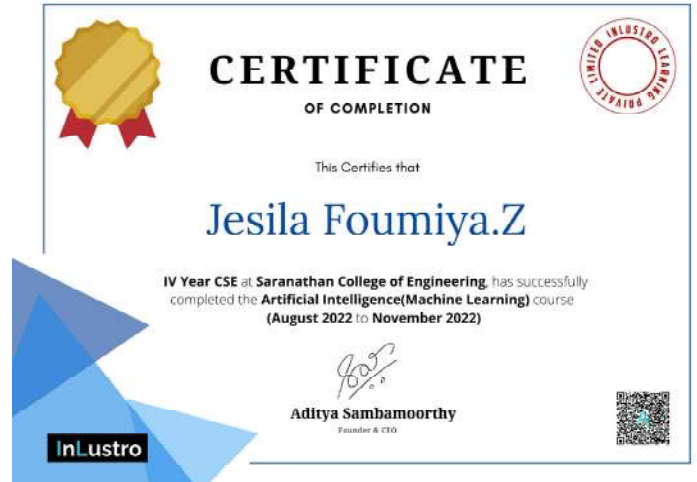 CERTIFICATE
INLUSTRO LEARNING PRIVATE LIMITED
OF COMPLETION
This Certifies that
Jesila Foumiya.Z
IV Year CSE at Saranathan College of Engineering, has successfully
completed the Artificial Intelligence(Machine Learning) course
(August 2022 to November 2022)
Aditya Sambamoorthy
Founder & CEO
InLustro